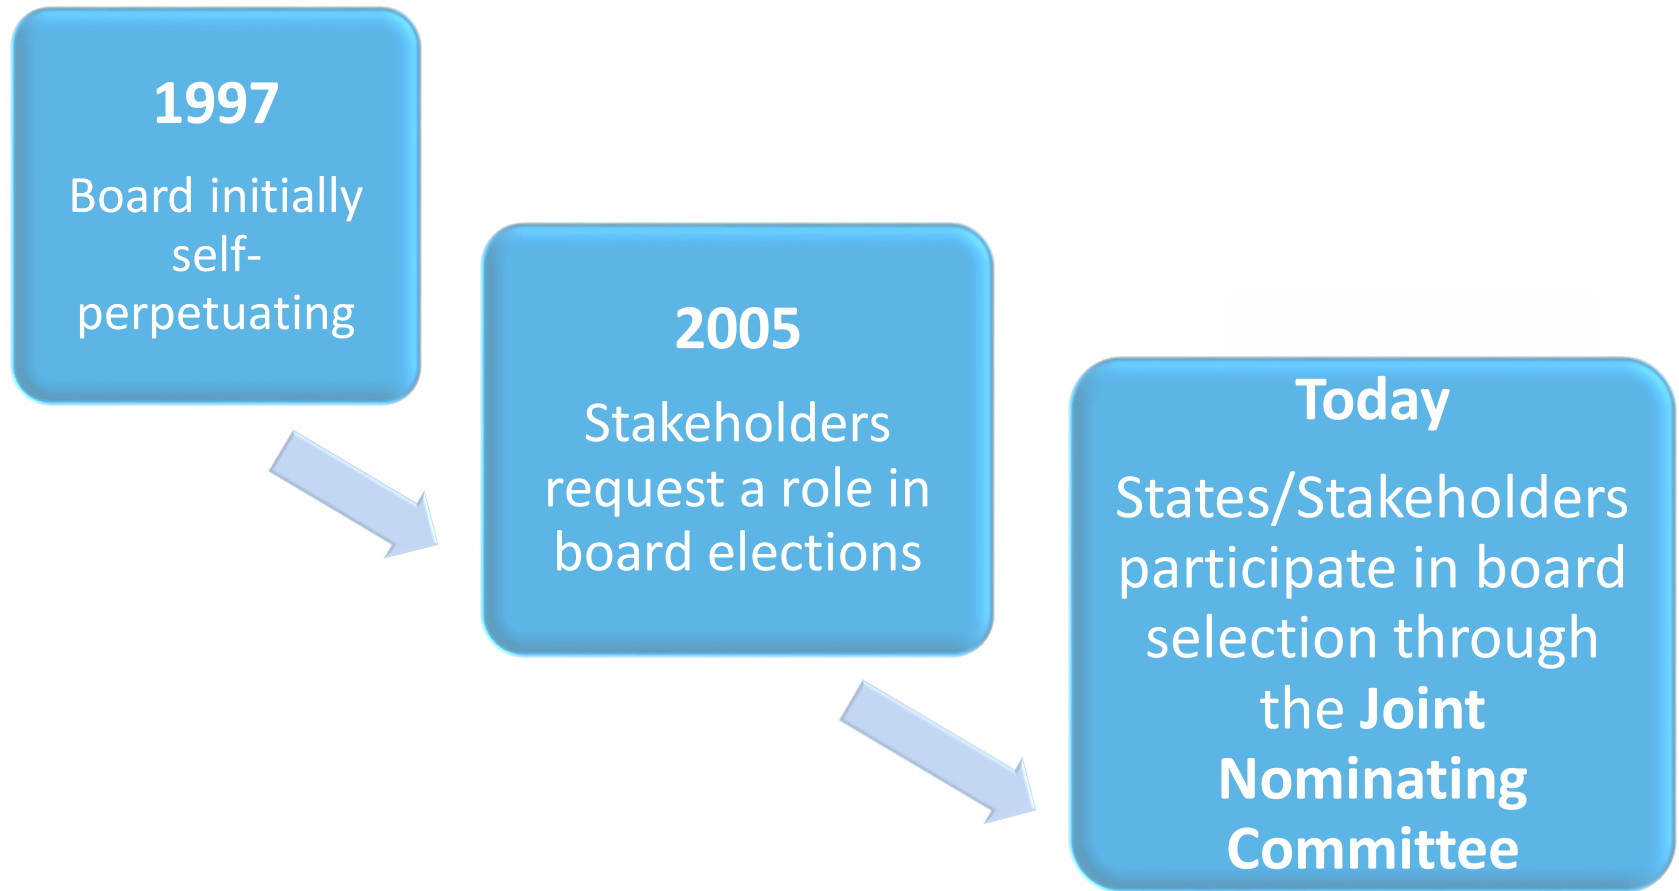 1997
Board initially
self-
perpetuating
2005
Stakeholders
request a role in
board elections
Today
States/Stakeholders
participate in board
selection through
the Joint
Nominating
Committee